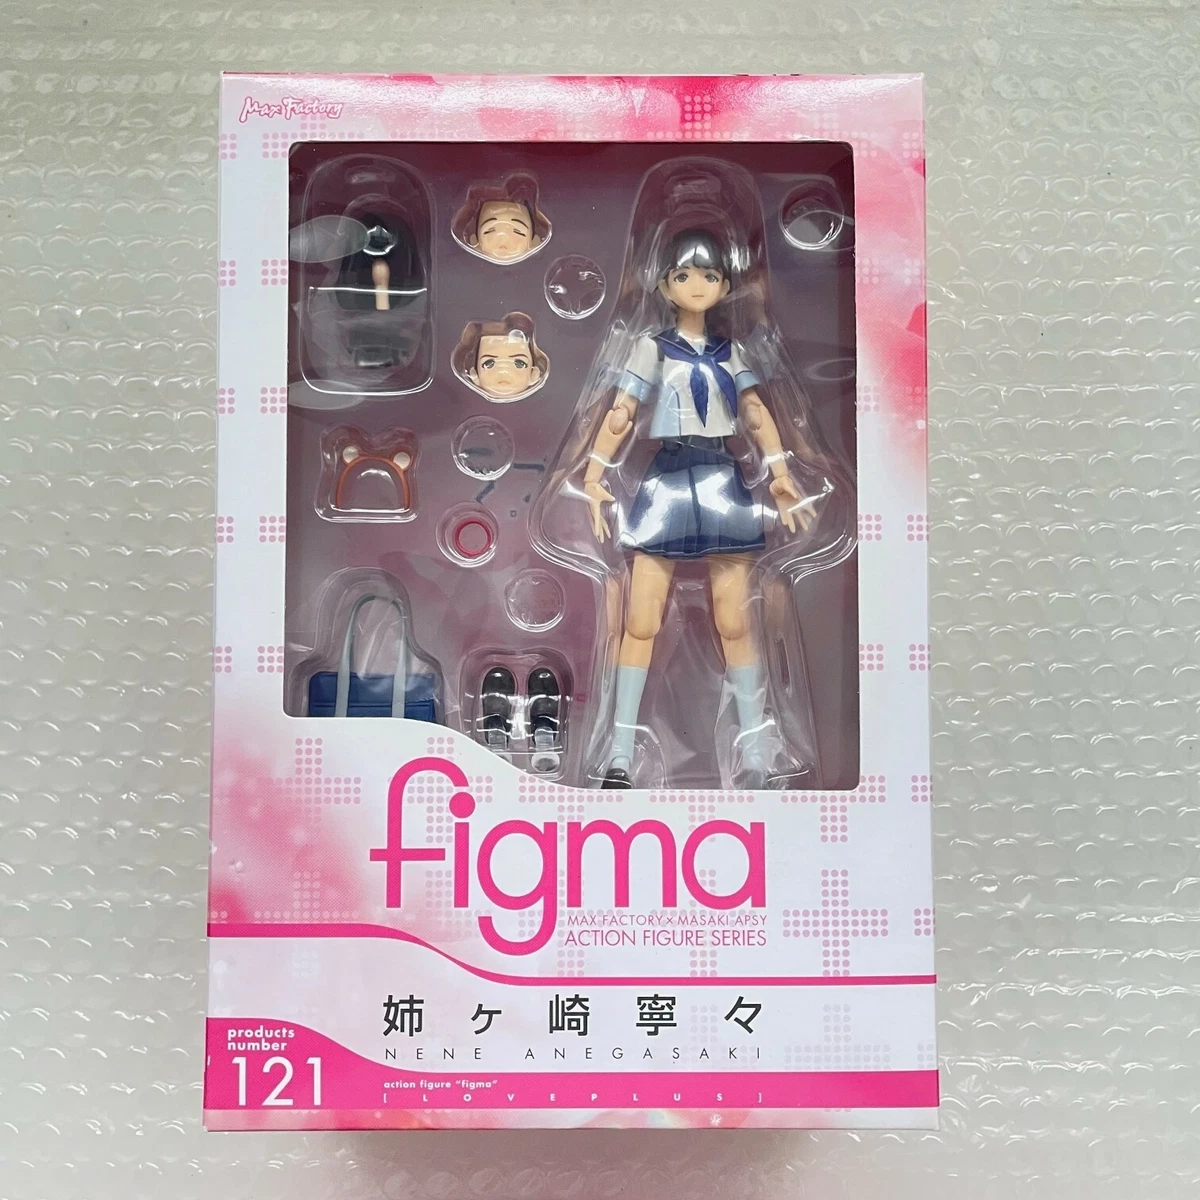 Max Factory
figma
MAX FACTORY×MASAKI APSY
ACTION FIGURE SERIES
姉ヶ崎寧々
NENE ANEGASAKI
products
number
121
action figure "figma"
[LOVEPLUS]